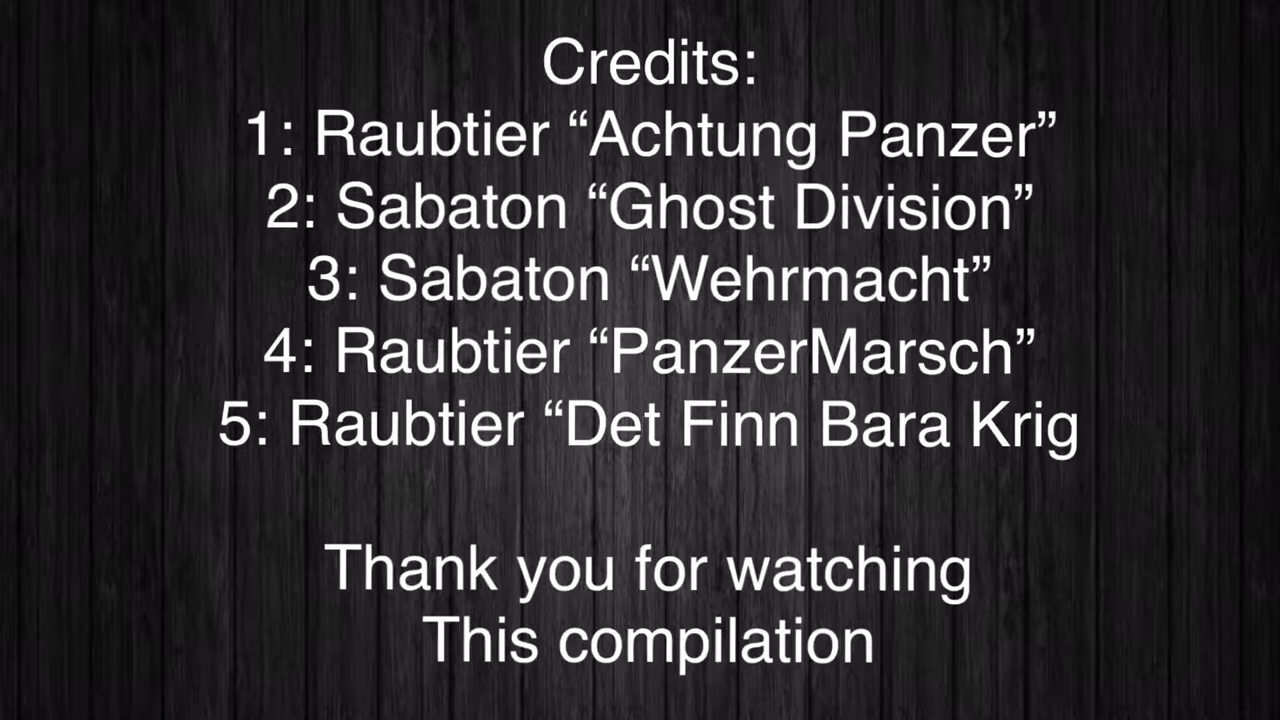 Credits:
1: Raubtier “Achtung Panzer”
2: Sabaton “Ghost Division”
3: Sabaton “Wehrmacht”
4: Raubtier “PanzerMarsch”
5: Raubtier “Det Finn Bara Krig
Thank you for watching
This compilation